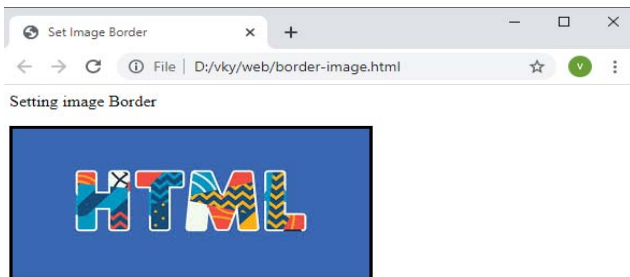 Set Image Border
File | D:/vky/web/border-image.html
V
Setting image Border
HTML